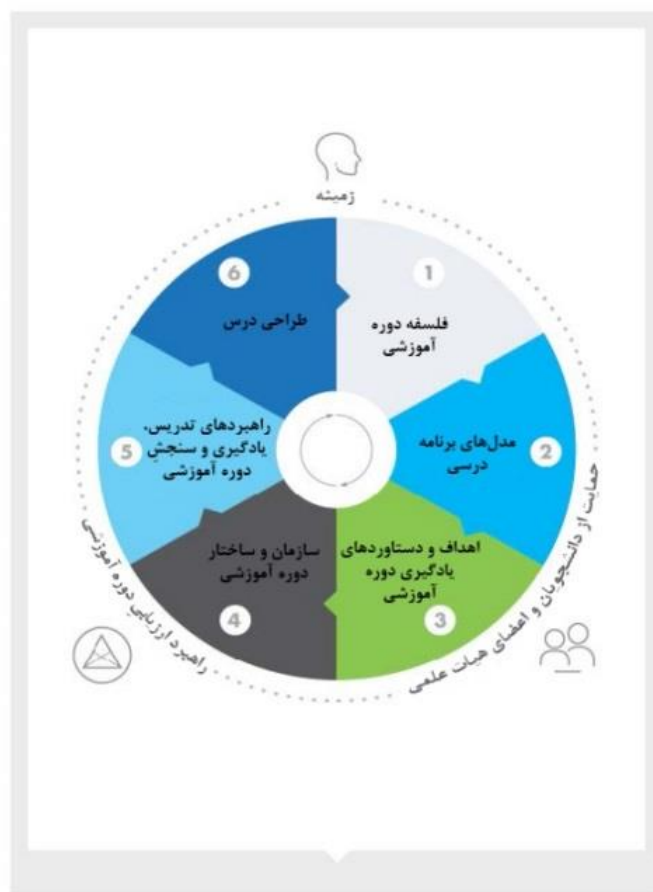 زمینه
1
فلسفه دوره
آموزشی
2
مدل‌های برنامه
درسی
3
اهداف و دستاوردهای
یادگیری دوره
آموزشی
4
سازمان و ساختار
دوره آموزشی
5
راهبردهای تدریس،
یادگیری و سنجش
دوره آموزشی
6
طراحی درس
حمایت از دانشجویان و اعضای هیات علمی
راهبرد ارزیابی دوره آموزشی